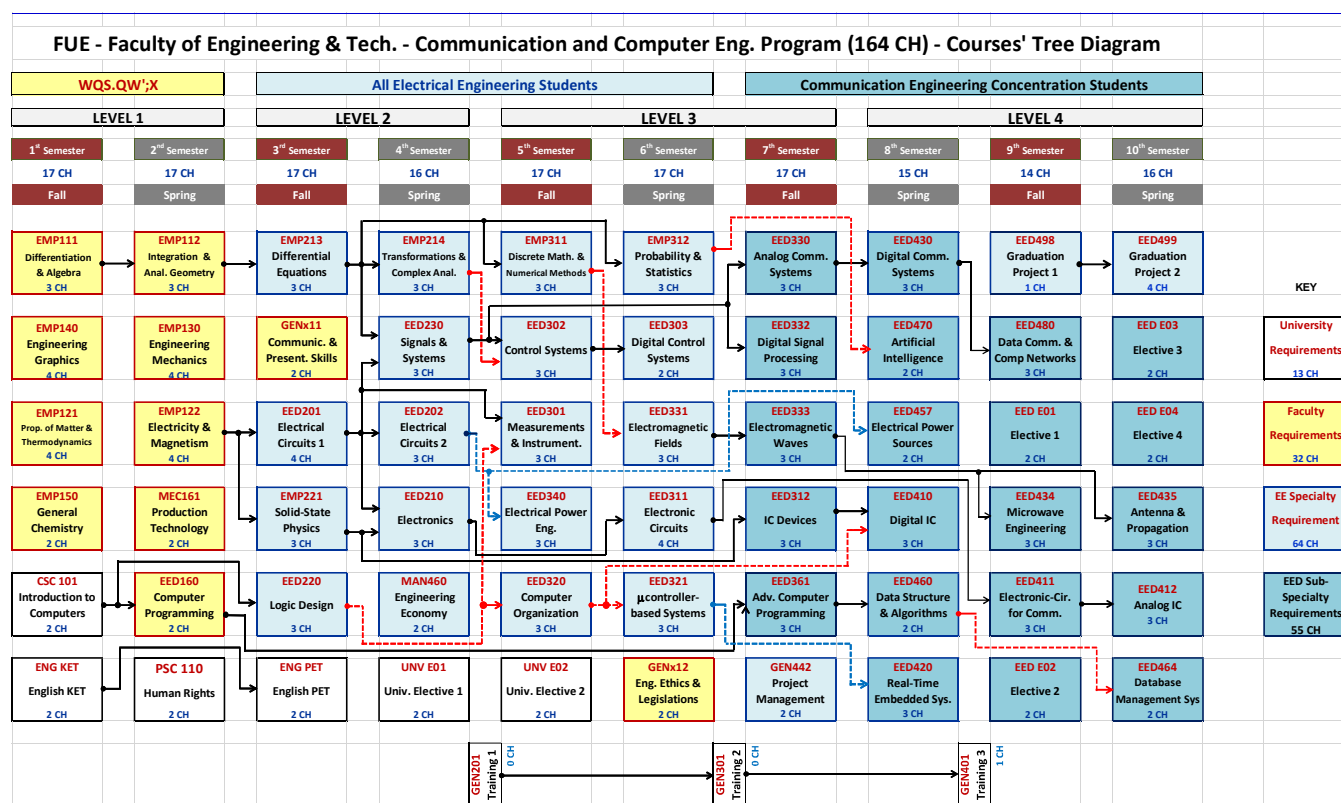 FUE - Faculty of Engineering & Tech. - Communication and Computer Eng. Program (164 CH) - Courses' Tree Diagram
WQS.QW';X
All Electrical Engineering Students
Communication Engineering Concentration Students
LEVEL 1
LEVEL 2
LEVEL 3
LEVEL 4
1st Semester
2nd Semester
3rd Semester
4th Semester
5th Semester
6th Semester
7th Semester
8th Semester
9th Semester
10th Semester
17 CH
17 CH
17 CH
16 CH
17 CH
17 CH
17 CH
15 CH
14 CH
16 CH
Fall
Spring
Fall
Spring
Fall
Spring
Fall
Spring
Fall
Spring
EMP111
Differentiation
& Algebra
3 CH
EMP112
Integration &
Anal. Geometry
3 CH
EMP213
Differential
Equations
3 CH
EMP214
Transformations &
Complex Anal.
3 CH
EMP311
Discrete Math. &
Numerical Methods
3 CH
EMP312
Probability &
Statistics
3 CH
EED330
Analog Comm.
Systems
3 CH
EED430
Digital Comm.
Systems
3 CH
EED498
Graduation
Project 1
1 CH
EED499
Graduation
Project 2
4 CH
KEY
EMP140
Engineering
Graphics
4 CH
EMP130
Engineering
Mechanics
4 CH
GENx11
Communic. &
Present. Skills
2 CH
EED230
Signals &
Systems
3 CH
EED302
Control Systems
3 CH
EED303
Digital Control
Systems
2 CH
EED332
Digital Signal
Processing
3 CH
EED470
Artificial
Intelligence
2 CH
EED480
Data Comm. &
Comp Networks
3 CH
EED E03
Elective 3
2 CH
University
Requirements
13 CH
EMP121
Prop. of Matter &
Thermodynamics
4 CH
EMP122
Electricity &
Magnetism
4 CH
EED201
Electrical
Circuits 1
4 CH
EED202
Electrical
Circuits 2
3 CH
EED301
Measurements
& Instrument.
3 CH
EED331
Electromagnetic
Fields
3 CH
EED333
Electromagnetic
Waves
3 CH
EED457
Electrical Power
Sources
2 CH
EED E01
Elective 1
2 CH
EED E04
Elective 4
2 CH
Faculty
Requirements
32 CH
EMP150
General
Chemistry
2 CH
MEC161
Production
Technology
2 CH
EMP221
Solid-State
Physics
3 CH
EED210
Electronics
3 CH
EED340
Electrical Power
Eng.
3 CH
EED311
Electronic
Circuits
4 CH
EED312
IC Devices
3 CH
EED410
Digital IC
3 CH
EED434
Microwave
Engineering
3 CH
EED435
Antenna &
Propagation
3 CH
EE Specialty
Requirement
64 CH
CSC 101
Introduction to
Computers
2 CH
EED160
Computer
Programming
2 CH
EED220
Logic Design
3 CH
MAN460
Engineering
Economy
2 CH
EED320
Computer
Organization
3 CH
EED321
μcontroller-
based Systems
3 CH
EED361
Adv. Computer
Programming
3 CH
EED460
Data Structure
& Algorithms
2 CH
EED411
Electronic-Cir.
for Comm.
3 CH
EED412
Analog IC
3 CH
EED Sub-
Specialty
Requirements
55 CH
ENG KET
English KET
2 CH
PSC 110
Human Rights
2 CH
ENG PET
English PET
2 CH
UNV E01
Univ. Elective 1
2 CH
UNV E02
Univ. Elective 2
2 CH
GENx12
Eng. Ethics &
Legislations
2 CH
GEN442
Project
Management
2 CH
EED420
Real-Time
Embedded Sys.
3 CH
EED E02
Elective 2
2 CH
EED464
Database
Management Sys
2 CH
GEN201
Training 1
0 CH
GEN301
Training 2
0 CH
GEN401
Training 3
1 CH